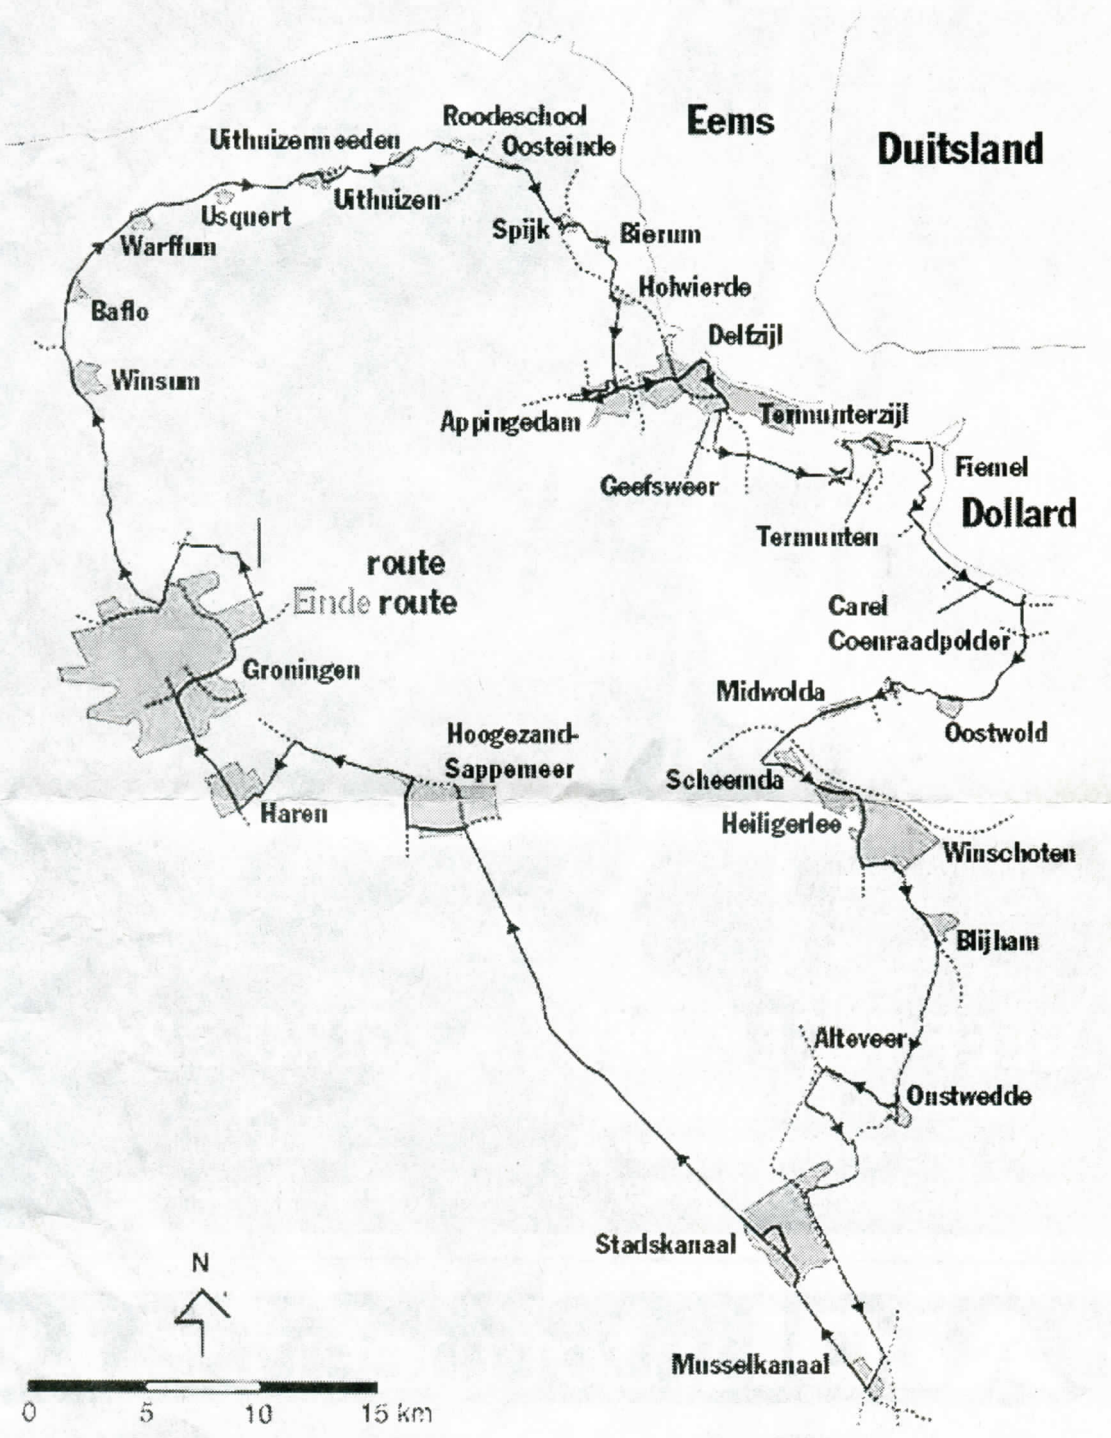 Eems
Duitsland
Roodeschool
Uithuizermeeden
Oosteinde
Uithuizen
Usquert
Warffum
Spijk
Bierum
Holwierde
Baflo
Delfzijl
Winsum
Appingedam
Termunterzijl
Fiemel
Geefsweer
Dollard
Termunten
route
Einde route
Carel
Coenraadpolder
Groningen
Midwolda
Oostwold
Hoogezand-
Sappemeer
Scheemda
Haren
Heiligerlee
Winschoten
Blijham
Alteveer
Onstwedde
Stadskanaal
N
Musselkanaal
0 5 10 15 km